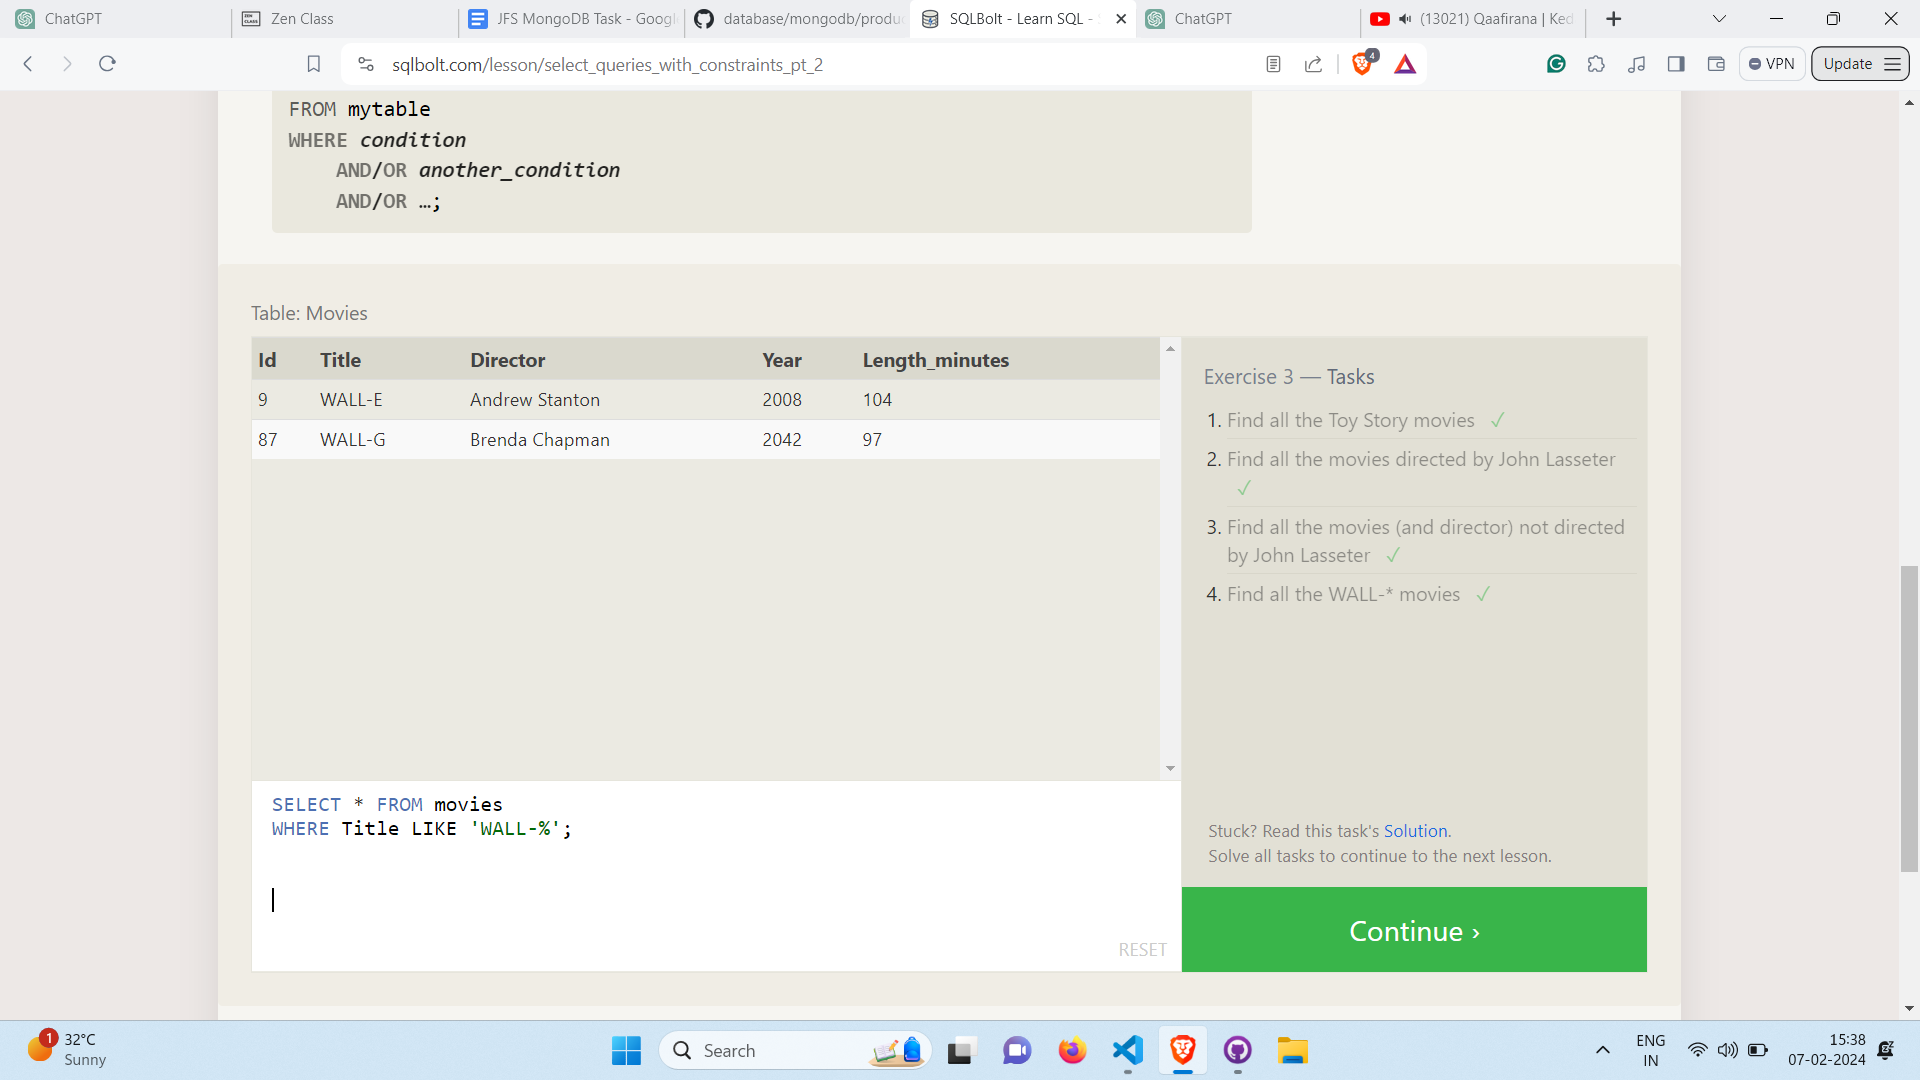 ChatGPT
Zen Class
JFS MongoDB Task - Googl
database/mongodb/produc
SQLBolt - Learn SQL -
ChatGPT
(13021) Qaafirana | Ked
sqlbolt.com/lesson/select_queries_with_constraints_pt_2
4
VPN
Update
FROM mytable
WHERE condition
AND/OR another_condition
AND/OR …;
Table: Movies
Id Title Director Year Length_minutes
9 WALL-E Andrew Stanton 2008 104
87 WALL-G Brenda Chapman 2042 97
Exercise 3 — Tasks
1. Find all the Toy Story movies ✓
2. Find all the movies directed by John Lasseter
✓
3. Find all the movies (and director) not directed
by John Lasseter ✓
4. Find all the WALL-* movies ✓
SELECT * FROM movies
WHERE Title LIKE 'WALL-%';
RESET
Stuck? Read this task's Solution.
Solve all tasks to continue to the next lesson.
Continue ›
1
32°C
Sunny
Search
ENG
IN
15:38
07-02-2024